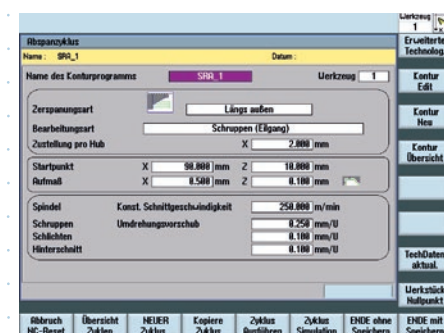 Werkzeug
1
Abspanzyklus
Name : SRA_1 Datum :
Name des Konturprogramms SRA_1 Werkzeug 1
Zerspanungsart Längs außen
Bearbeitungsart Schruppen (Eilgang)
Zustellung pro Hub X 2.000 mm
Startpunkt X 90.000 mm Z 10.000 mm
Aufmaß X 0.500 mm Z 0.100 mm
Spindel Konst. Schnittgeschwindigkeit 250.000 m/min
Schruppen Umdrehungsvorschub 0.250 mm/U
Schlichten 0.100 mm/U
Hinterschnitt 0.100 mm/U
Erweiterte
Technolog.
Kontur
Edit
Kontur
Neu
Kontur
Übersicht
TechDaten
aktual.
Werkstück
Nullpunkt
Abbruch
NC-Reset
Übersicht
Zyklen
NEUER
Zyklus
Kopiere
Zyklus
Zyklus
Ausführen
Zyklus
Simulation
ENDE ohne
Speichern
ENDE mit
Speichern